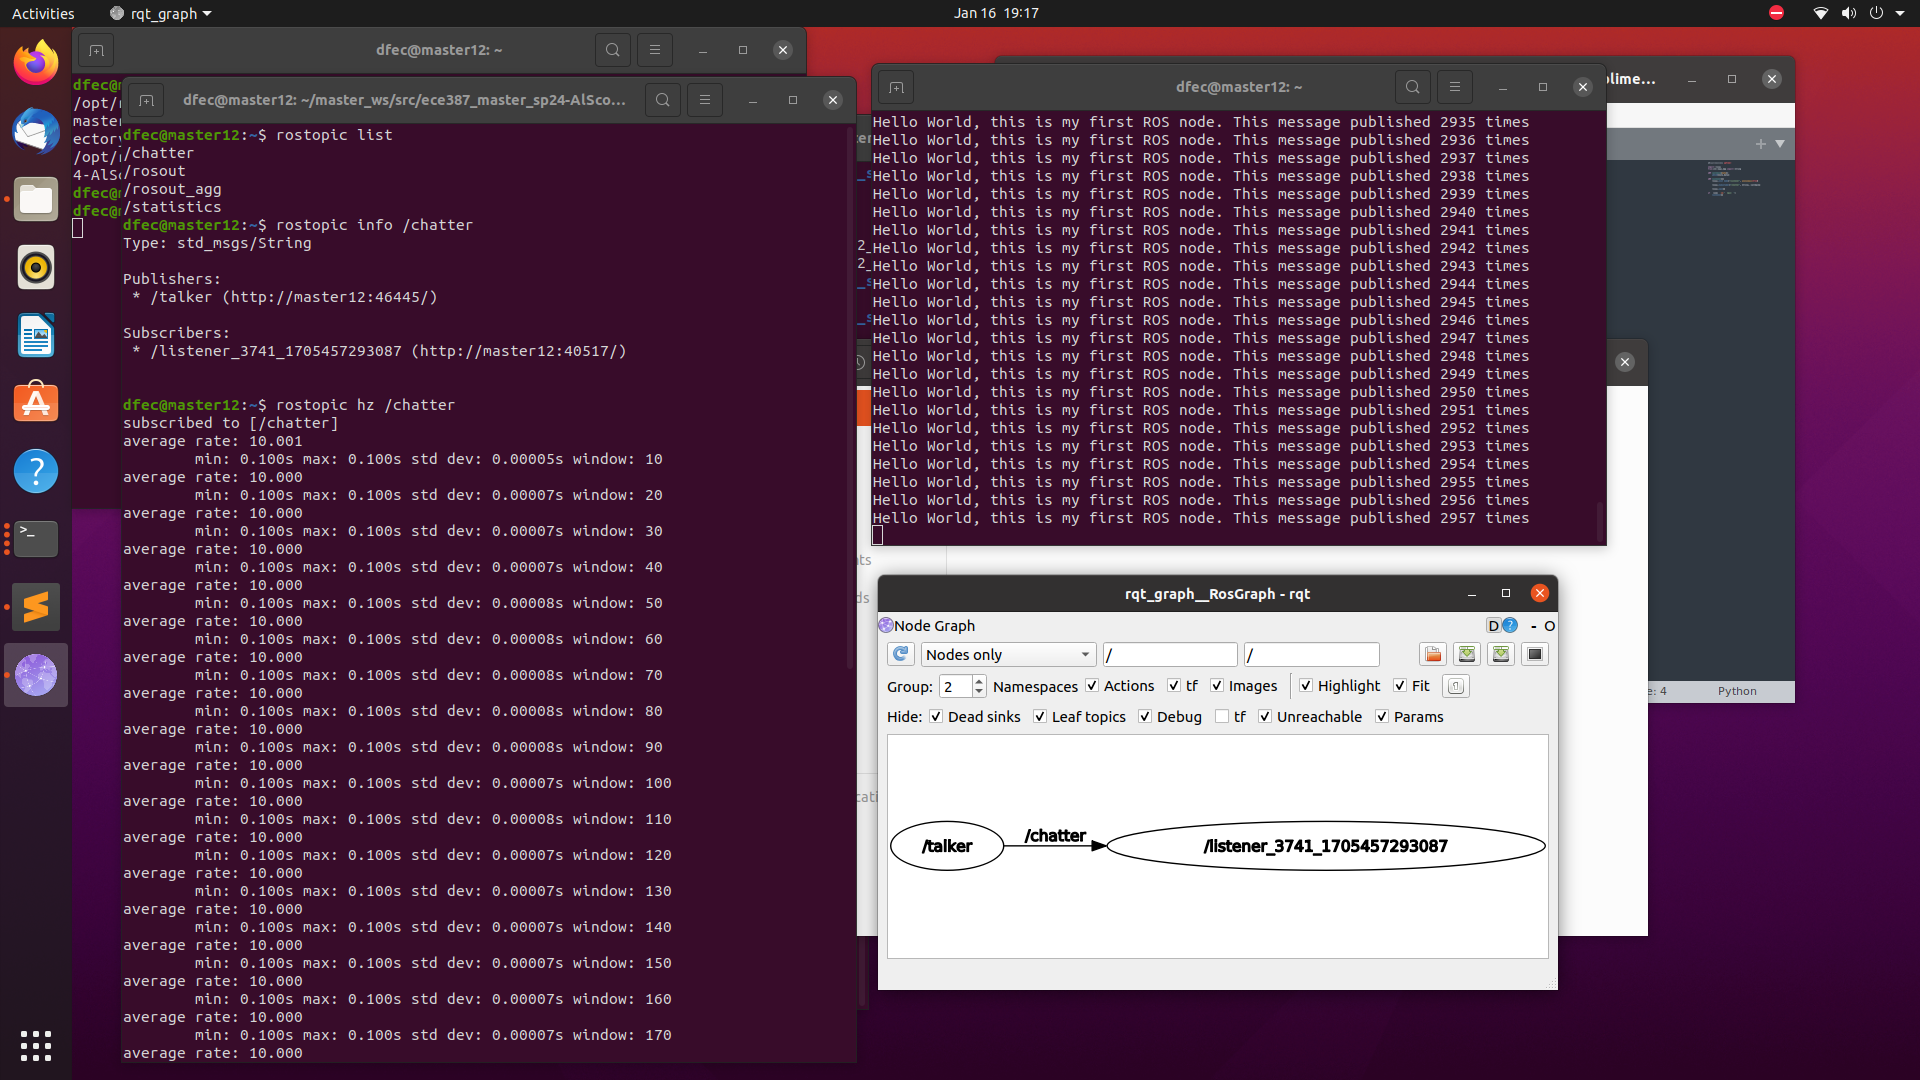 Activities
rqt_graph
Jan 16 19:17
dfec@master12: ~
dfec@
/opt/
master
ectory
/opt/r
4-AlSc
dfec@
dfec@
dfec@master12: ~/master_ws/src/ece387_master_sp24-AlSco...
dfec@master12:~$ rostopic list
/chatter
/rosout
/rosout_agg
/statistics
dfec@master12:~$ rostopic info /chatter
Type: std_msgs/String
Publishers:
* /talker (http://master12:46445/)
Subscribers:
* /listener_3741_1705457293087 (http://master12:40517/)
dfec@master12:~$ rostopic hz /chatter
subscribed to [/chatter]
average rate: 10.001
min: 0.100s max: 0.100s std dev: 0.00005s window: 10
average rate: 10.000
min: 0.100s max: 0.100s std dev: 0.00007s window: 20
average rate: 10.000
min: 0.100s max: 0.100s std dev: 0.00007s window: 30
average rate: 10.000
min: 0.100s max: 0.100s std dev: 0.00007s window: 40
average rate: 10.000
min: 0.100s max: 0.100s std dev: 0.00008s window: 50
average rate: 10.000
min: 0.100s max: 0.100s std dev: 0.00008s window: 60
average rate: 10.000
min: 0.100s max: 0.100s std dev: 0.00008s window: 70
average rate: 10.000
min: 0.100s max: 0.100s std dev: 0.00008s window: 80
average rate: 10.000
min: 0.100s max: 0.100s std dev: 0.00008s window: 90
average rate: 10.000
min: 0.100s max: 0.100s std dev: 0.00007s window: 100
average rate: 10.000
min: 0.100s max: 0.100s std dev: 0.00008s window: 110
average rate: 10.000
min: 0.100s max: 0.100s std dev: 0.00007s window: 120
average rate: 10.000
min: 0.100s max: 0.100s std dev: 0.00007s window: 130
average rate: 10.000
min: 0.100s max: 0.100s std dev: 0.00007s window: 140
average rate: 10.000
min: 0.100s max: 0.100s std dev: 0.00007s window: 150
average rate: 10.000
min: 0.100s max: 0.100s std dev: 0.00007s window: 160
average rate: 10.000
min: 0.100s max: 0.100s std dev: 0.00007s window: 170
average rate: 10.000
dfec@master12: ~
Hello World, this is my first ROS node. This message published 2935 times
Hello World, this is my first ROS node. This message published 2936 times
Hello World, this is my first ROS node. This message published 2937 times
Hello World, this is my first ROS node. This message published 2938 times
Hello World, this is my first ROS node. This message published 2939 times
Hello World, this is my first ROS node. This message published 2940 times
Hello World, this is my first ROS node. This message published 2941 times
Hello World, this is my first ROS node. This message published 2942 times
Hello World, this is my first ROS node. This message published 2943 times
Hello World, this is my first ROS node. This message published 2944 times
Hello World, this is my first ROS node. This message published 2945 times
Hello World, this is my first ROS node. This message published 2946 times
Hello World, this is my first ROS node. This message published 2947 times
Hello World, this is my first ROS node. This message published 2948 times
Hello World, this is my first ROS node. This message published 2949 times
Hello World, this is my first ROS node. This message published 2950 times
Hello World, this is my first ROS node. This message published 2951 times
Hello World, this is my first ROS node. This message published 2952 times
Hello World, this is my first ROS node. This message published 2953 times
Hello World, this is my first ROS node. This message published 2954 times
Hello World, this is my first ROS node. This message published 2955 times
Hello World, this is my first ROS node. This message published 2956 times
Hello World, this is my first ROS node. This message published 2957 times
blime...
nts
ds
cati
e: 4
Python
rqt_graph__RosGraph - rqt
Node Graph
D
- O
Nodes only
/
/
Group: 2 Namespaces Actions tf Images Highlight Fit
Hide: Dead sinks Leaf topics Debug tf Unreachable Params
/talker
/chatter
/listener_3741_1705457293087